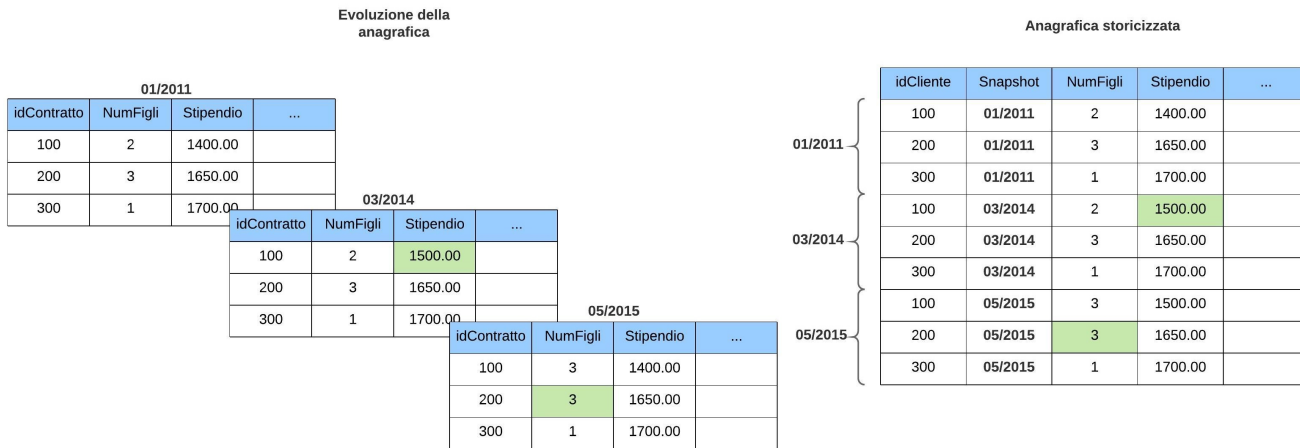 Evoluzione della
anagrafica
01/2011
idContratto NumFigli Stipendio ...
100 2 1400.00
200 3 1650.00
300 1 1700.00
03/2014
idContratto NumFigli Stipendio ...
100 2 1500.00
200 3 1650.00
300 1 1700.00
05/2015
idContratto NumFigli Stipendio ...
100 3 1400.00
200 3 1650.00
300 1 1700.00
Anagrafica storicizzata
idCliente Snapshot NumFigli Stipendio ...
01/2011
100 01/2011 2 1400.00
200 01/2011 3 1650.00
300 01/2011 1 1700.00
03/2014
100 03/2014 2 1500.00
200 03/2014 3 1650.00
300 03/2014 1 1700.00
05/2015
100 05/2015 3 1500.00
200 05/2015 3 1650.00
300 05/2015 1 1700.00